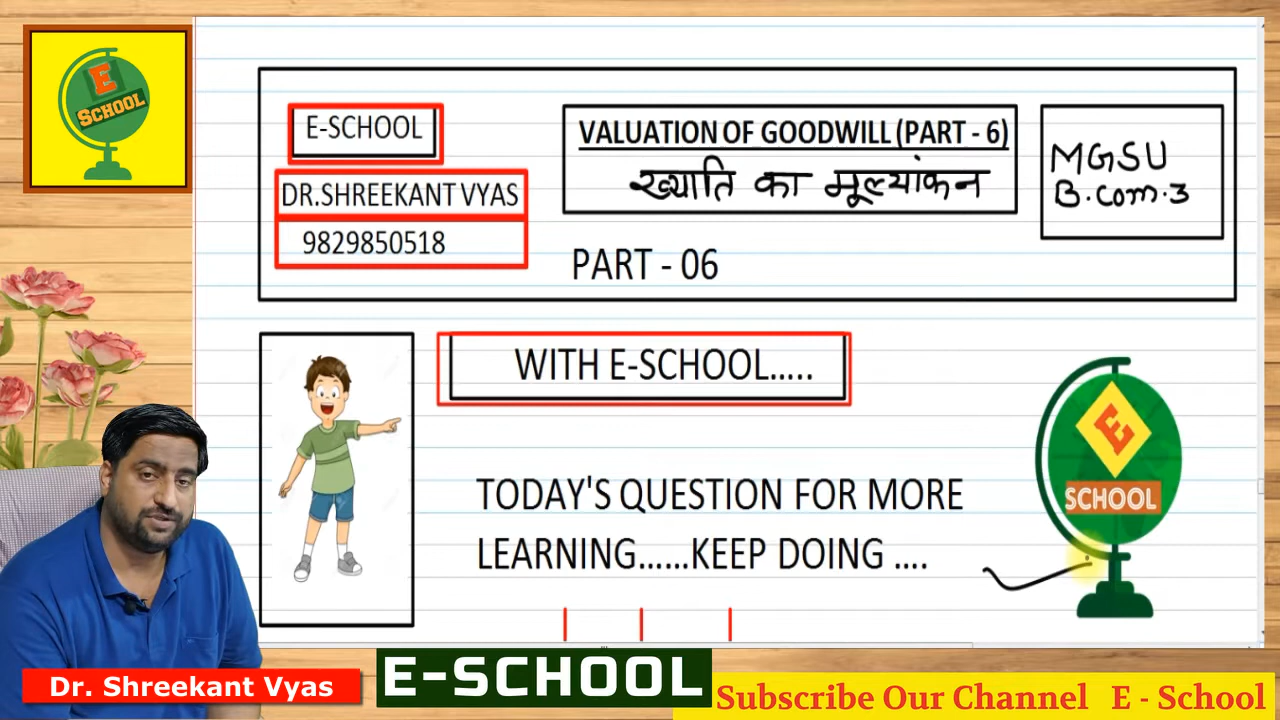 E
SCHOOL
E-SCHOOL
DR.SHREEKANT VYAS
9829850518
VALUATION OF GOODWILL (PART - 6)
ख्याति का मूल्यांकन
PART - 06
MGSU
B.Com.3
WITH E-SCHOOL.....
TODAY'S QUESTION FOR MORE
LEARNING......KEEP DOING ....
E
SCHOOL
Dr. Shreekant Vyas
E-SCHOOL
Subscribe Our Channel E - School